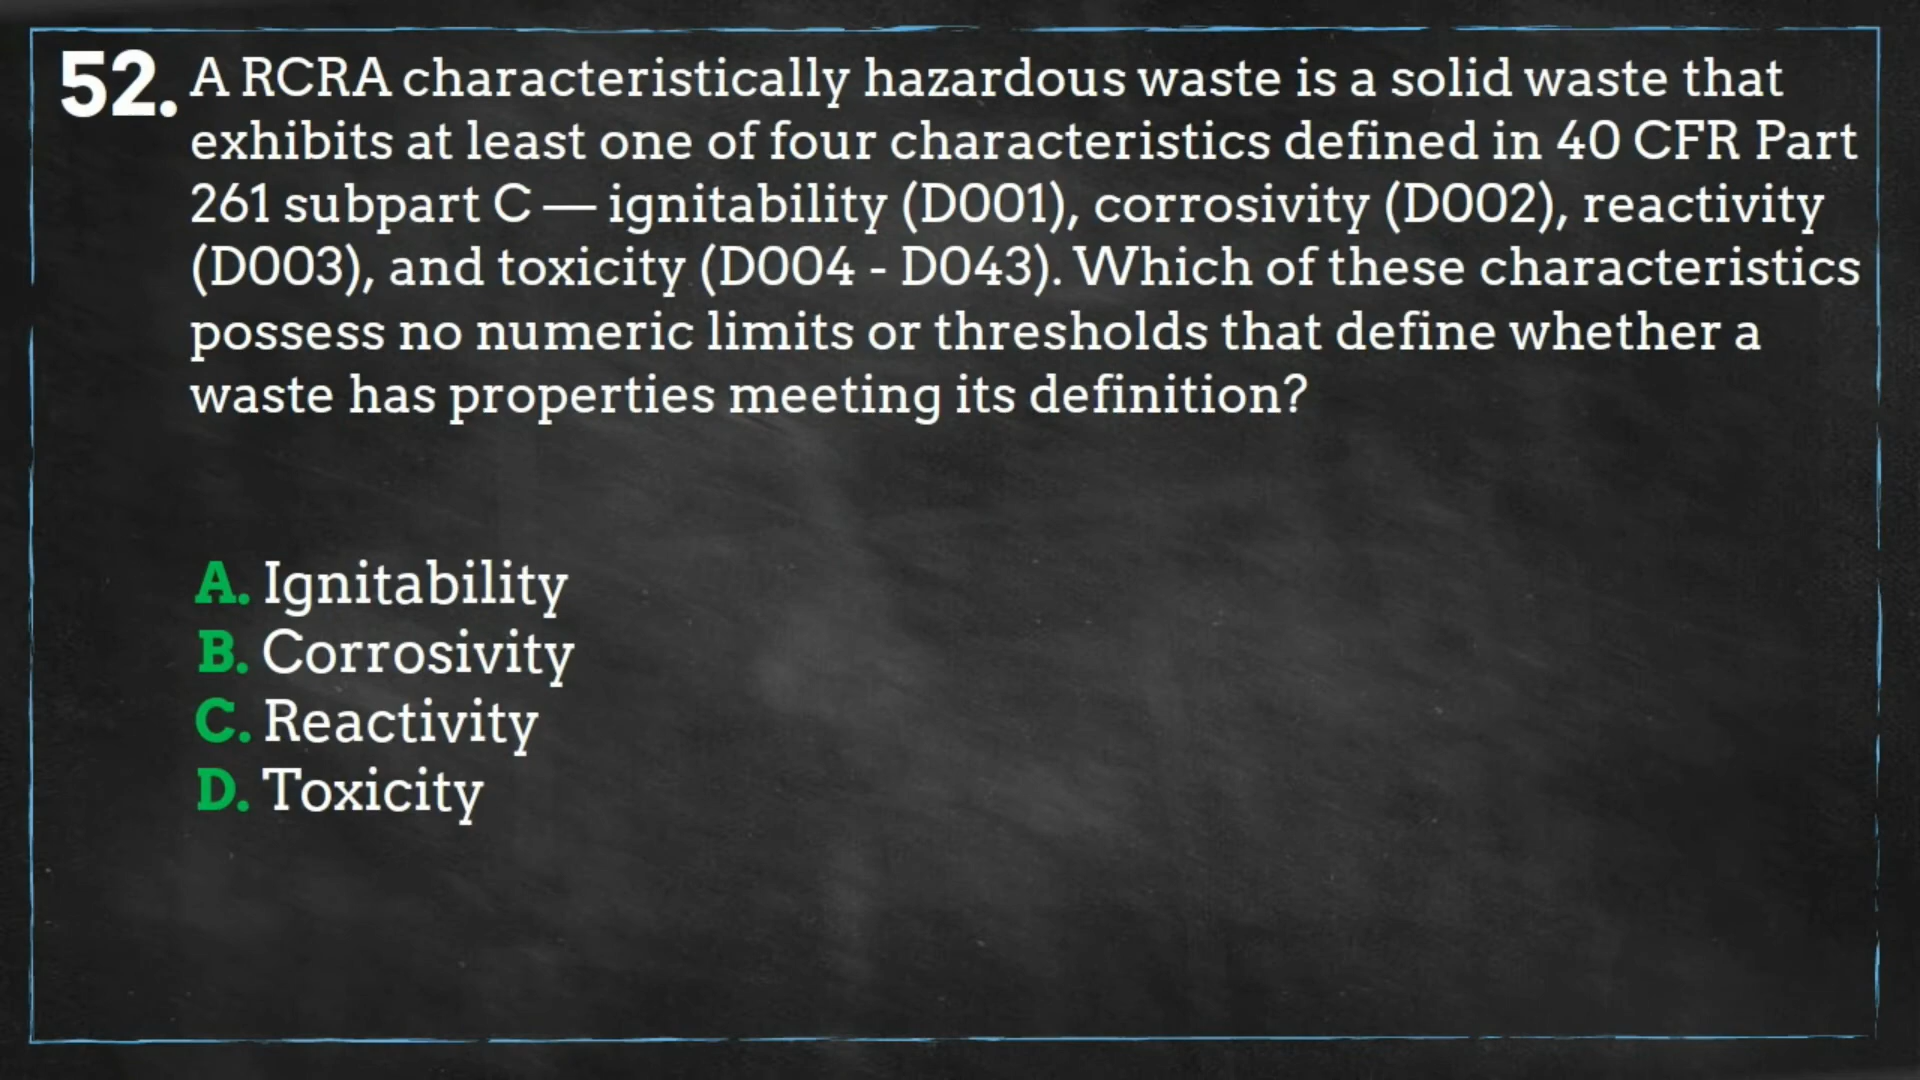 52. A RCRA characteristically hazardous waste is a solid waste that
exhibits at least one of four characteristics defined in 40 CFR Part
261 subpart C — ignitability (D001), corrosivity (D002), reactivity
(D003), and toxicity (D004 - D043). Which of these characteristics
possess no numeric limits or thresholds that define whether a
waste has properties meeting its definition?
A. Ignitability
B. Corrosivity
C. Reactivity
D. Toxicity